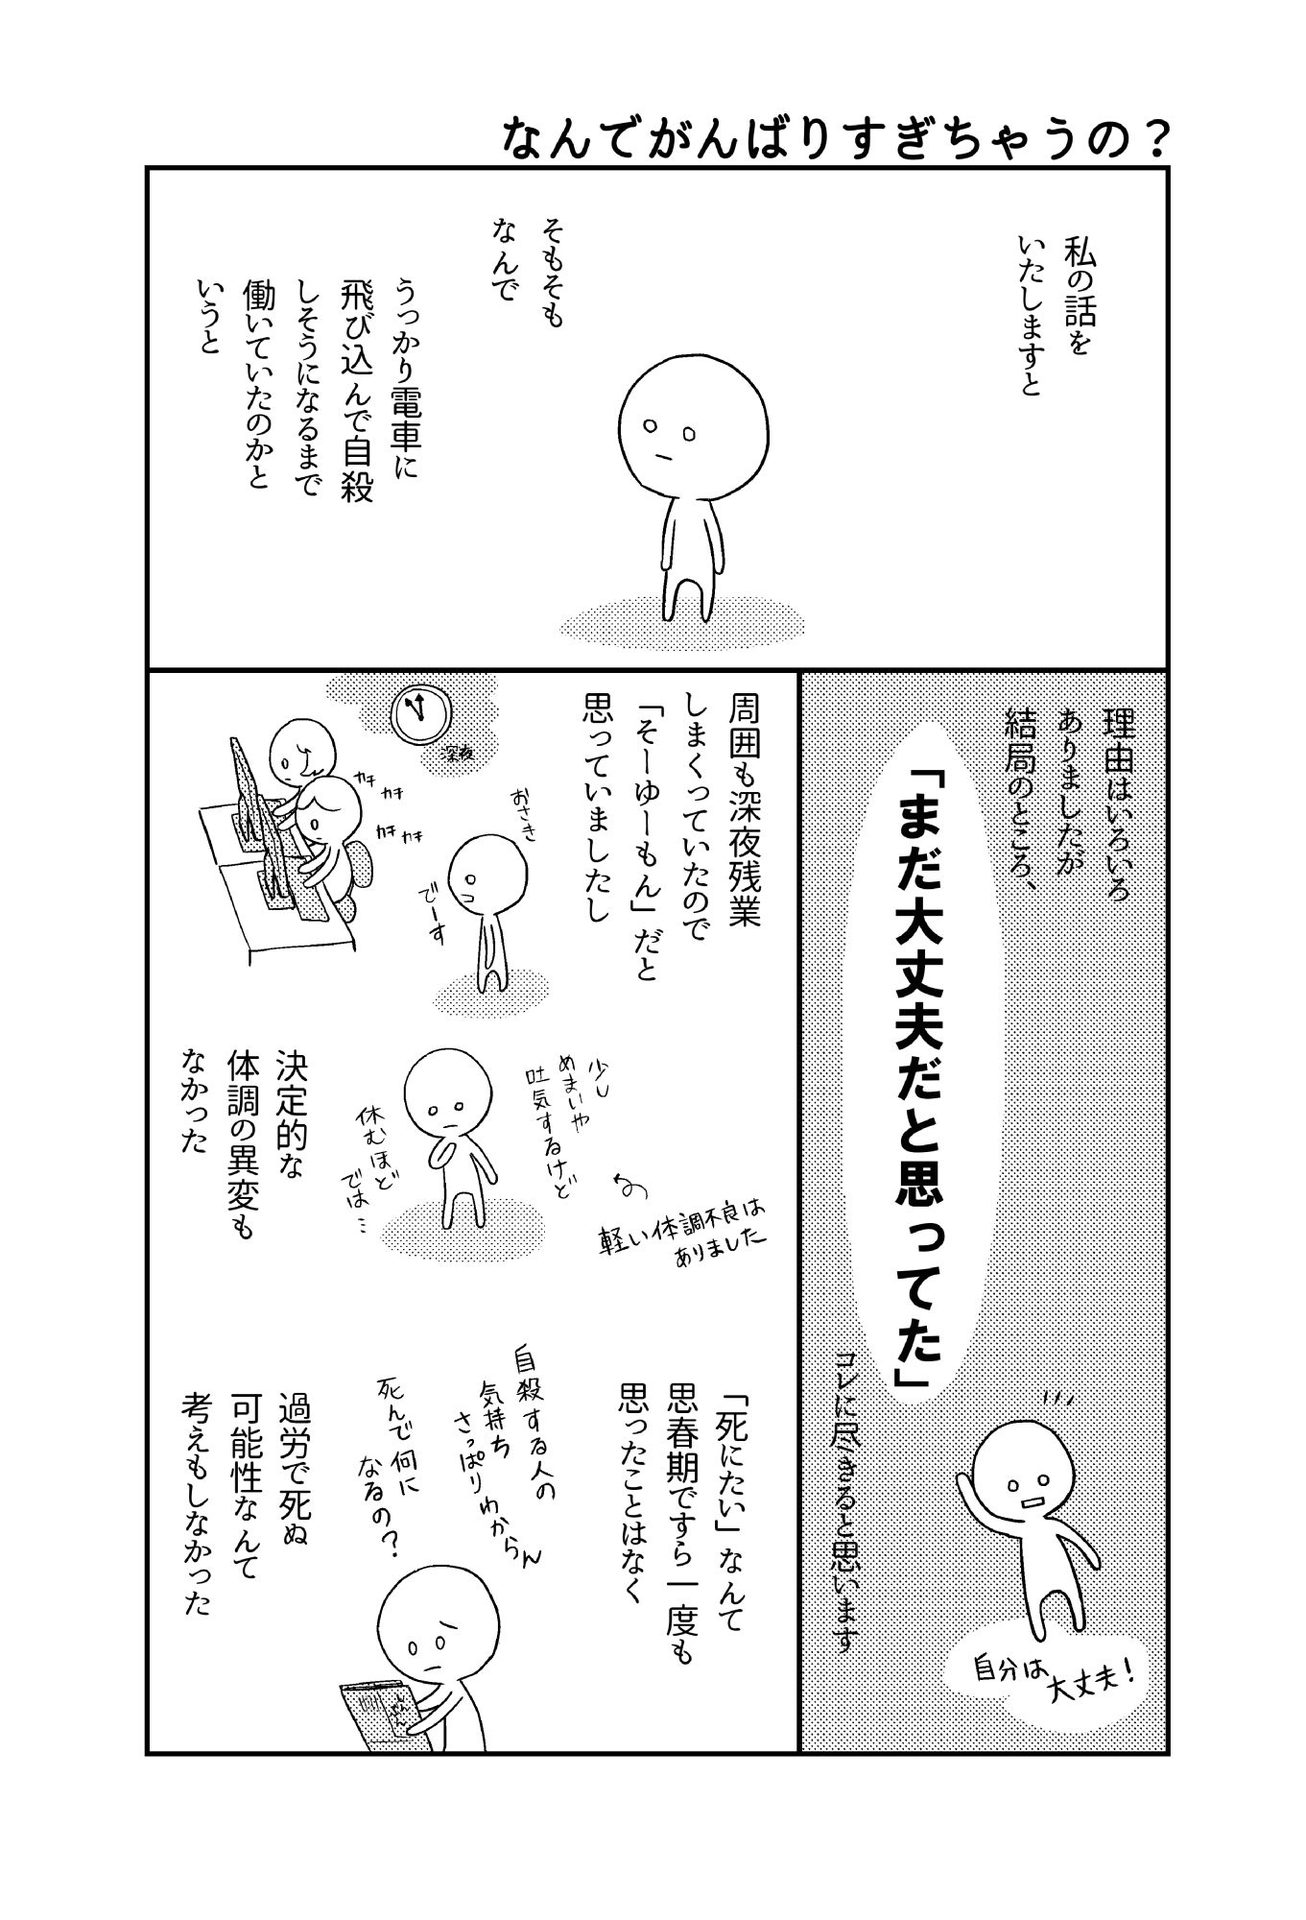 なんでがんばりすぎちゃうの？
私の話を
いたしますと
そもそも
なんで
うっかり電車に
飛び込んで自殺
しそうになるまで
働いていたのかと
いうと
理由はいろいろ
ありましたが
結局のところ、
「まだ大丈夫だと思ってた」
コレに尽きると思います
自分は
大丈夫！
周囲も深夜残業
しまくっていたので
「そーゆーもん」だと
思っていましたし
深夜
カチ
カチ
カチ
カチ
おさき
でーす
少し
めまいや
吐気するけど
休むほど
では…
軽い体調不良は
ありました
決定的な
体調の異変も
なかった
「死にたい」なんて
思春期ですら一度も
思ったことはなく
自殺する人の
気持ち
さっぱりわからん
死んで何に
なるの？
しんぶん
過労で死ぬ
可能性なんて
考えもしなかった